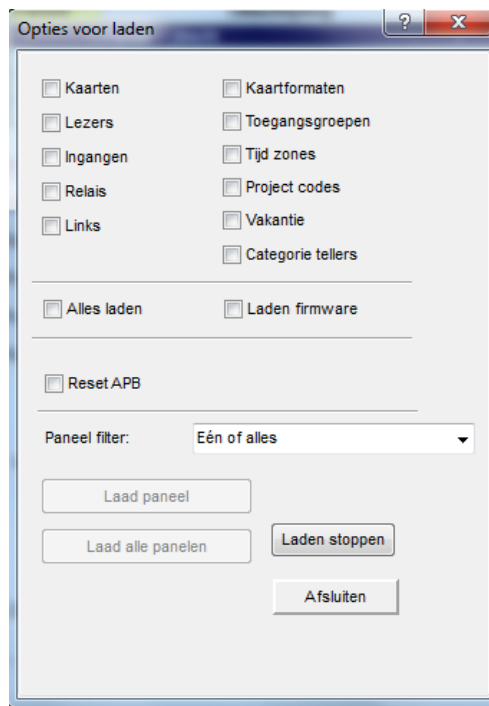 Opties voor laden
?
X
Kaarten
Kaartformaten
Lezers
Toegangsgroepen
Ingangen
Tijd zones
Relais
Project codes
Links
Vakantie
Categorie tellers
Alles laden
Laden firmware
Reset APB
Paneel filter:
Eén of alles
Laad paneel
Laad alle panelen
Laden stoppen
Afsluiten